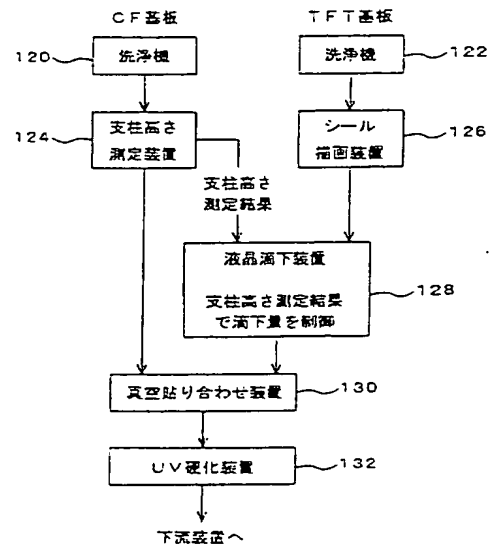 CF基板
TFT基板
120
洗浄機
洗浄機
122
124
支柱高さ
測定装置
シール
描画装置
126
支柱高さ
測定結果
液晶滴下装置
支柱高さ測定結果
で滴下量を制御
128
真空貼り合わせ装置
130
UV硬化装置
132
下流装置へ